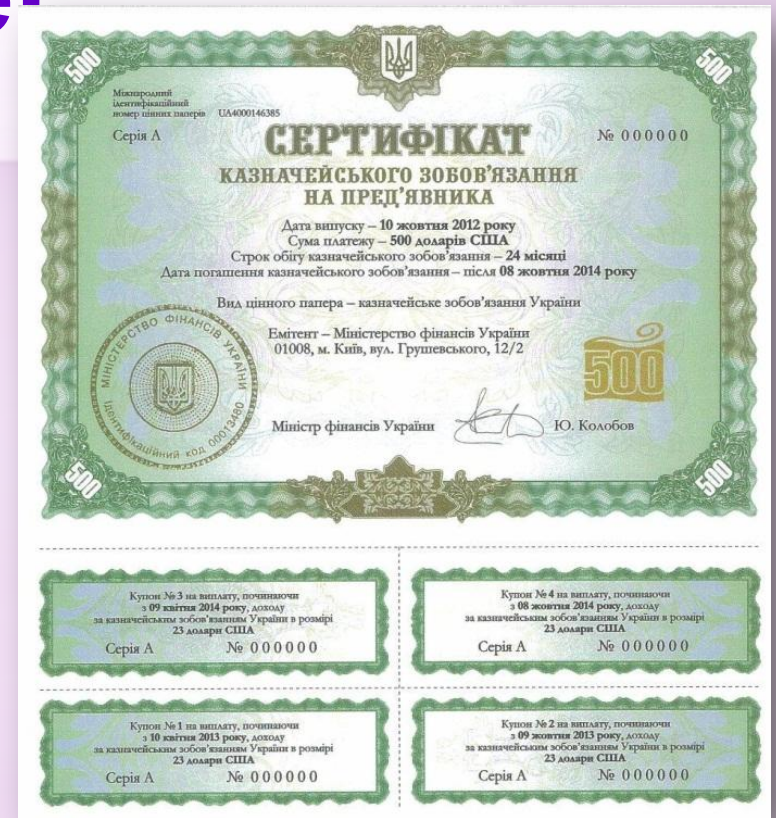 500
500
Міжнародний
ідентифікаційний
номер цінних паперів UA4000146385
Серія А
№ 000000
СЕРТИФІКАТ
КАЗНАЧЕЙСЬКОГО ЗОБОВ'ЯЗАННЯ
НА ПРЕД'ЯВНИКА
Дата випуску – 10 жовтня 2012 року
Сума платежу – 500 доларів США
Строк обігу казначейського зобов'язання – 24 місяці
Дата погашення казначейського зобов'язання – після 08 жовтня 2014 року
Вид цінного папера – казначейське зобов'язання України
Емітент – Міністерство фінансів України
01008, м. Київ, вул. Грушевського, 12/2
МІНІСТЕРСТВО ФІНАНСІВ УКРАЇНИ
Ідентифікаційний код 00013480
500
Міністр фінансів України Ю. Колобов
500
500
Купон № 3 на виплату, починаючи
з 09 квітня 2014 року, доходу
за казначейським зобов'язанням України в розмірі
23 долари США
Серія А № 000000
Купон № 4 на виплату, починаючи
з 08 жовтня 2014 року, доходу
за казначейським зобов'язанням України в розмірі
23 долари США
Серія А № 000000
Купон № 1 на виплату, починаючи
з 10 квітня 2013 року, доходу
за казначейським зобов'язанням України в розмірі
23 долари США
Серія А № 000000
Купон № 2 на виплату, починаючи
з 09 жовтня 2013 року, доходу
за казначейським зобов'язанням України в розмірі
23 долари США
Серія А № 000000